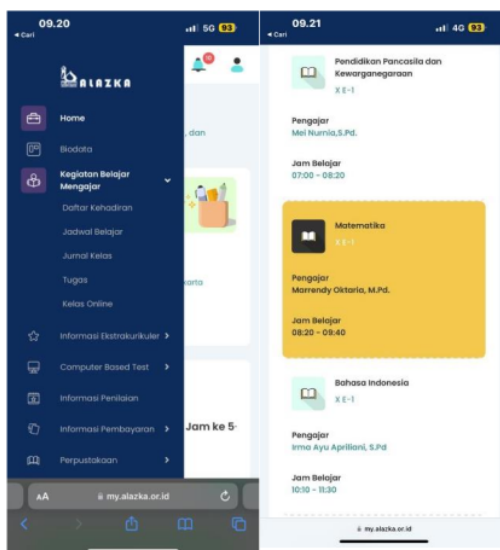 09.20
5G 93
◂ Cari
ALAZKA
Home
Biodata
Kegiatan Belajar
Mengajar
Daftar Kehadiran
Jadwal Belajar
Jurnal Kelas
Tugas
Kelas Online
Informasi Ekstrakurikuler
Computer Based Test
Informasi Penilaian
Informasi Pembayaran
Perpustakaan
, dan
karta
Jam ke 5-
AA
my.alazka.or.id
09.21
4G 93
◂ Cari
Pendidikan Pancasila dan
Kewarganegaraan
X E-1
Pengajar
Mei Nurnia,S.Pd.
Jam Belajar
07:00 - 08:20
Matematika
X E-1
Pengajar
Marrendy Oktaria, M.Pd.
Jam Belajar
08:20 - 09:40
Bahasa Indonesia
X E-1
Pengajar
Irma Ayu Apriliani, S.Pd
Jam Belajar
10:10 - 11:30
my.alazka.or.id